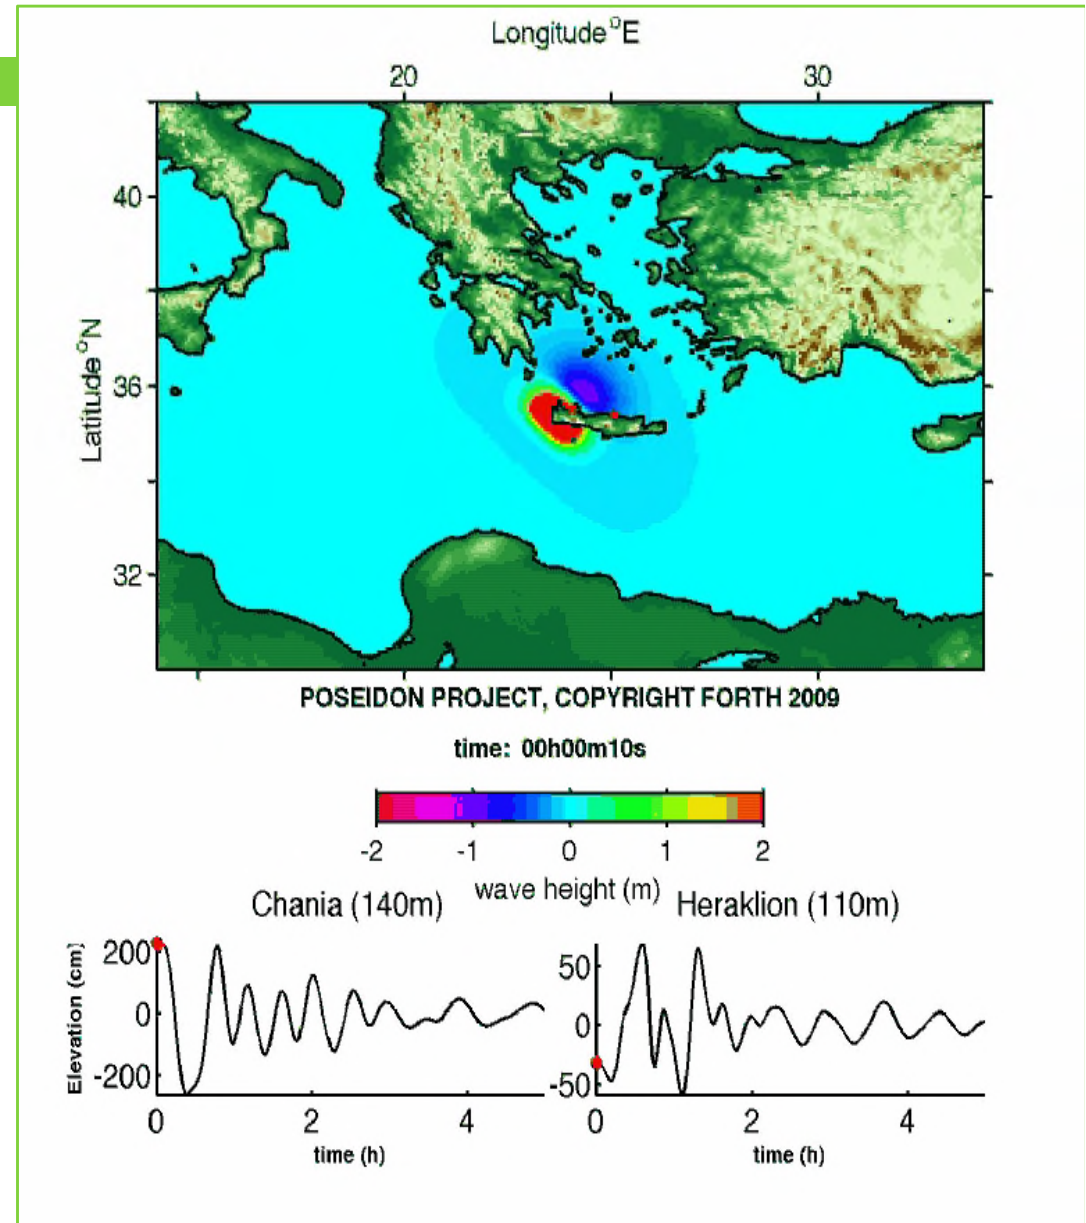 Longitude°E
20 30
40
36
32
Latitude°N
POSEIDON PROJECT, COPYRIGHT FORTH 2009
time: 00h00m10s
-2 -1 0 1 2
wave height (m)
Chania (140m)
Elevation (cm)
200
0
-200
0 2 4
time (h)
Heraklion (110m)
50
0
-50
0 2 4
time (h)